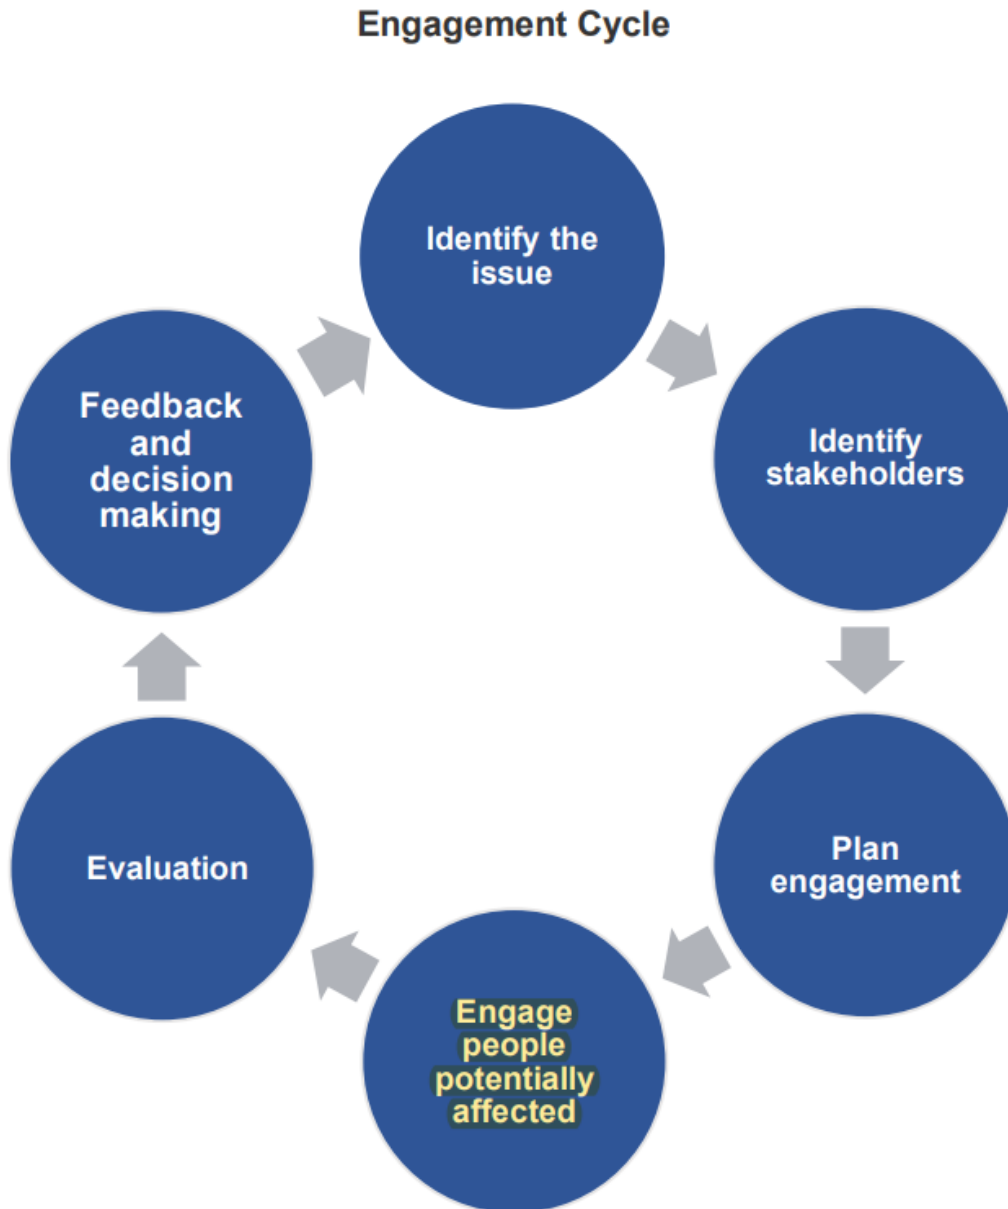 Engagement Cycle
Identify the
issue
Identify
stakeholders
Plan
engagement
Engage
people
potentially
affected
Evaluation
Feedback
and
decision
making